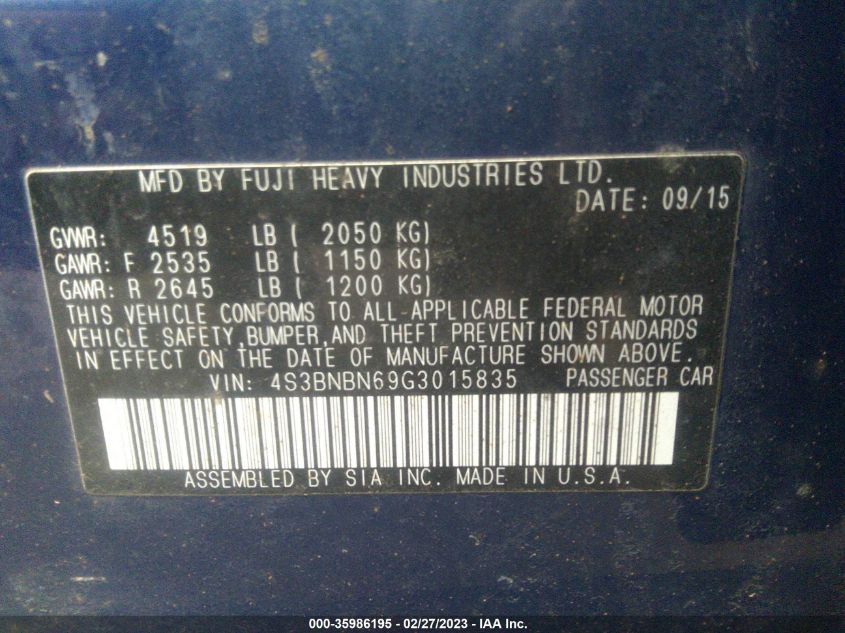 MFD BY FUJI HEAVY INDUSTRIES LTD.
DATE: 09/15
GVWR: 4519 LB ( 2050 KG)
GAWR: F 2535 LB ( 1150 KG)
GAWR: R 2645 LB ( 1200 KG)
THIS VEHICLE CONFORMS TO ALL APPLICABLE FEDERAL MOTOR
VEHICLE SAFETY,BUMPER,AND THEFT PREVENTION STANDARDS
IN EFFECT ON THE DATE OF MANUFACTURE SHOWN ABOVE.
VIN: 4S3BNBN69G3015835 PASSENGER CAR
ASSEMBLED BY SIA INC. MADE IN U.S.A.
000-35986195 - 02/27/2023 - IAA Inc.